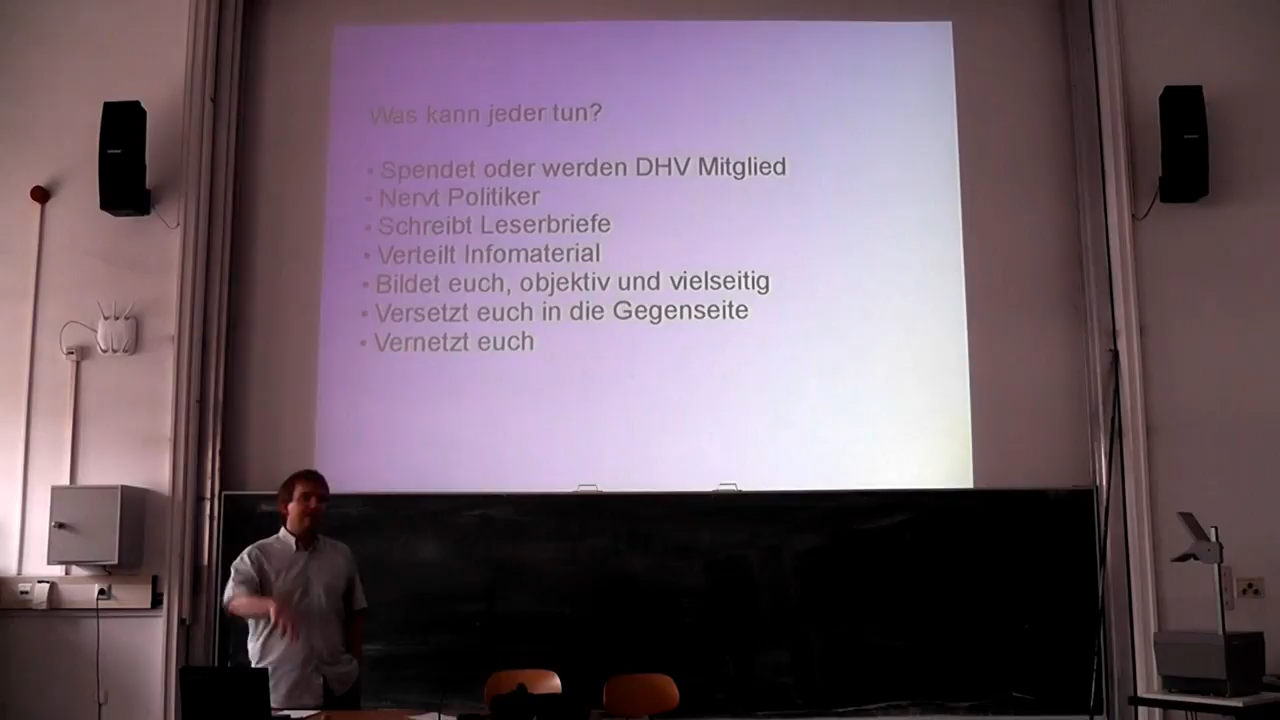 Was kann jeder tun?
• Spendet oder werden DHV Mitglied
• Nervt Politiker
• Schreibt Leserbriefe
• Verteilt Infomaterial
• Bildet euch, objektiv und vielseitig
• Versetzt euch in die Gegenseite
• Vernetzt euch